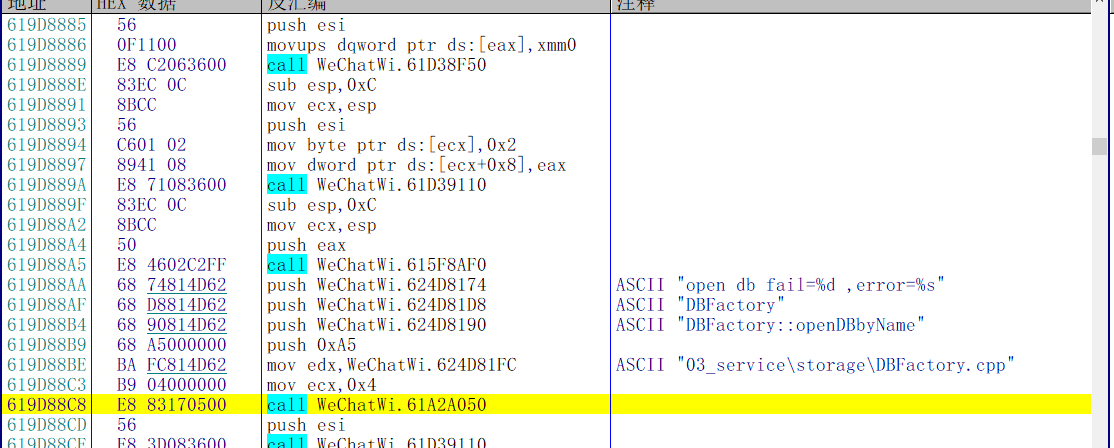 地址 HEX 数据 反汇编 注释
619D8885 56 push esi
619D8886 0F1100 movups dqword ptr ds:[eax],xmm0
619D8889 E8 C2063600 call WeChatWi.61D38F50
619D888E 83EC 0C sub esp,0xC
619D8891 8BCC mov ecx,esp
619D8893 56 push esi
619D8894 C601 02 mov byte ptr ds:[ecx],0x2
619D8897 8941 08 mov dword ptr ds:[ecx+0x8],eax
619D889A E8 71083600 call WeChatWi.61D39110
619D889F 83EC 0C sub esp,0xC
619D88A2 8BCC mov ecx,esp
619D88A4 50 push eax
619D88A5 E8 4602C2FF call WeChatWi.615F8AF0
619D88AA 68 74814D62 push WeChatWi.624D8174 ASCII "open db fail=%d ,error=%s"
619D88AF 68 D8814D62 push WeChatWi.624D81D8 ASCII "DBFactory"
619D88B4 68 90814D62 push WeChatWi.624D8190 ASCII "DBFactory::openDBbyName"
619D88B9 68 A5000000 push 0xA5
619D88BE BA FC814D62 mov edx,WeChatWi.624D81FC ASCII "03_service\storage\DBFactory.cpp"
619D88C3 B9 04000000 mov ecx,0x4
619D88C8 E8 83170500 call WeChatWi.61A2A050
619D88CD 56 push esi
619D88CE E8 3D083600 call WeChatWi.61D39110